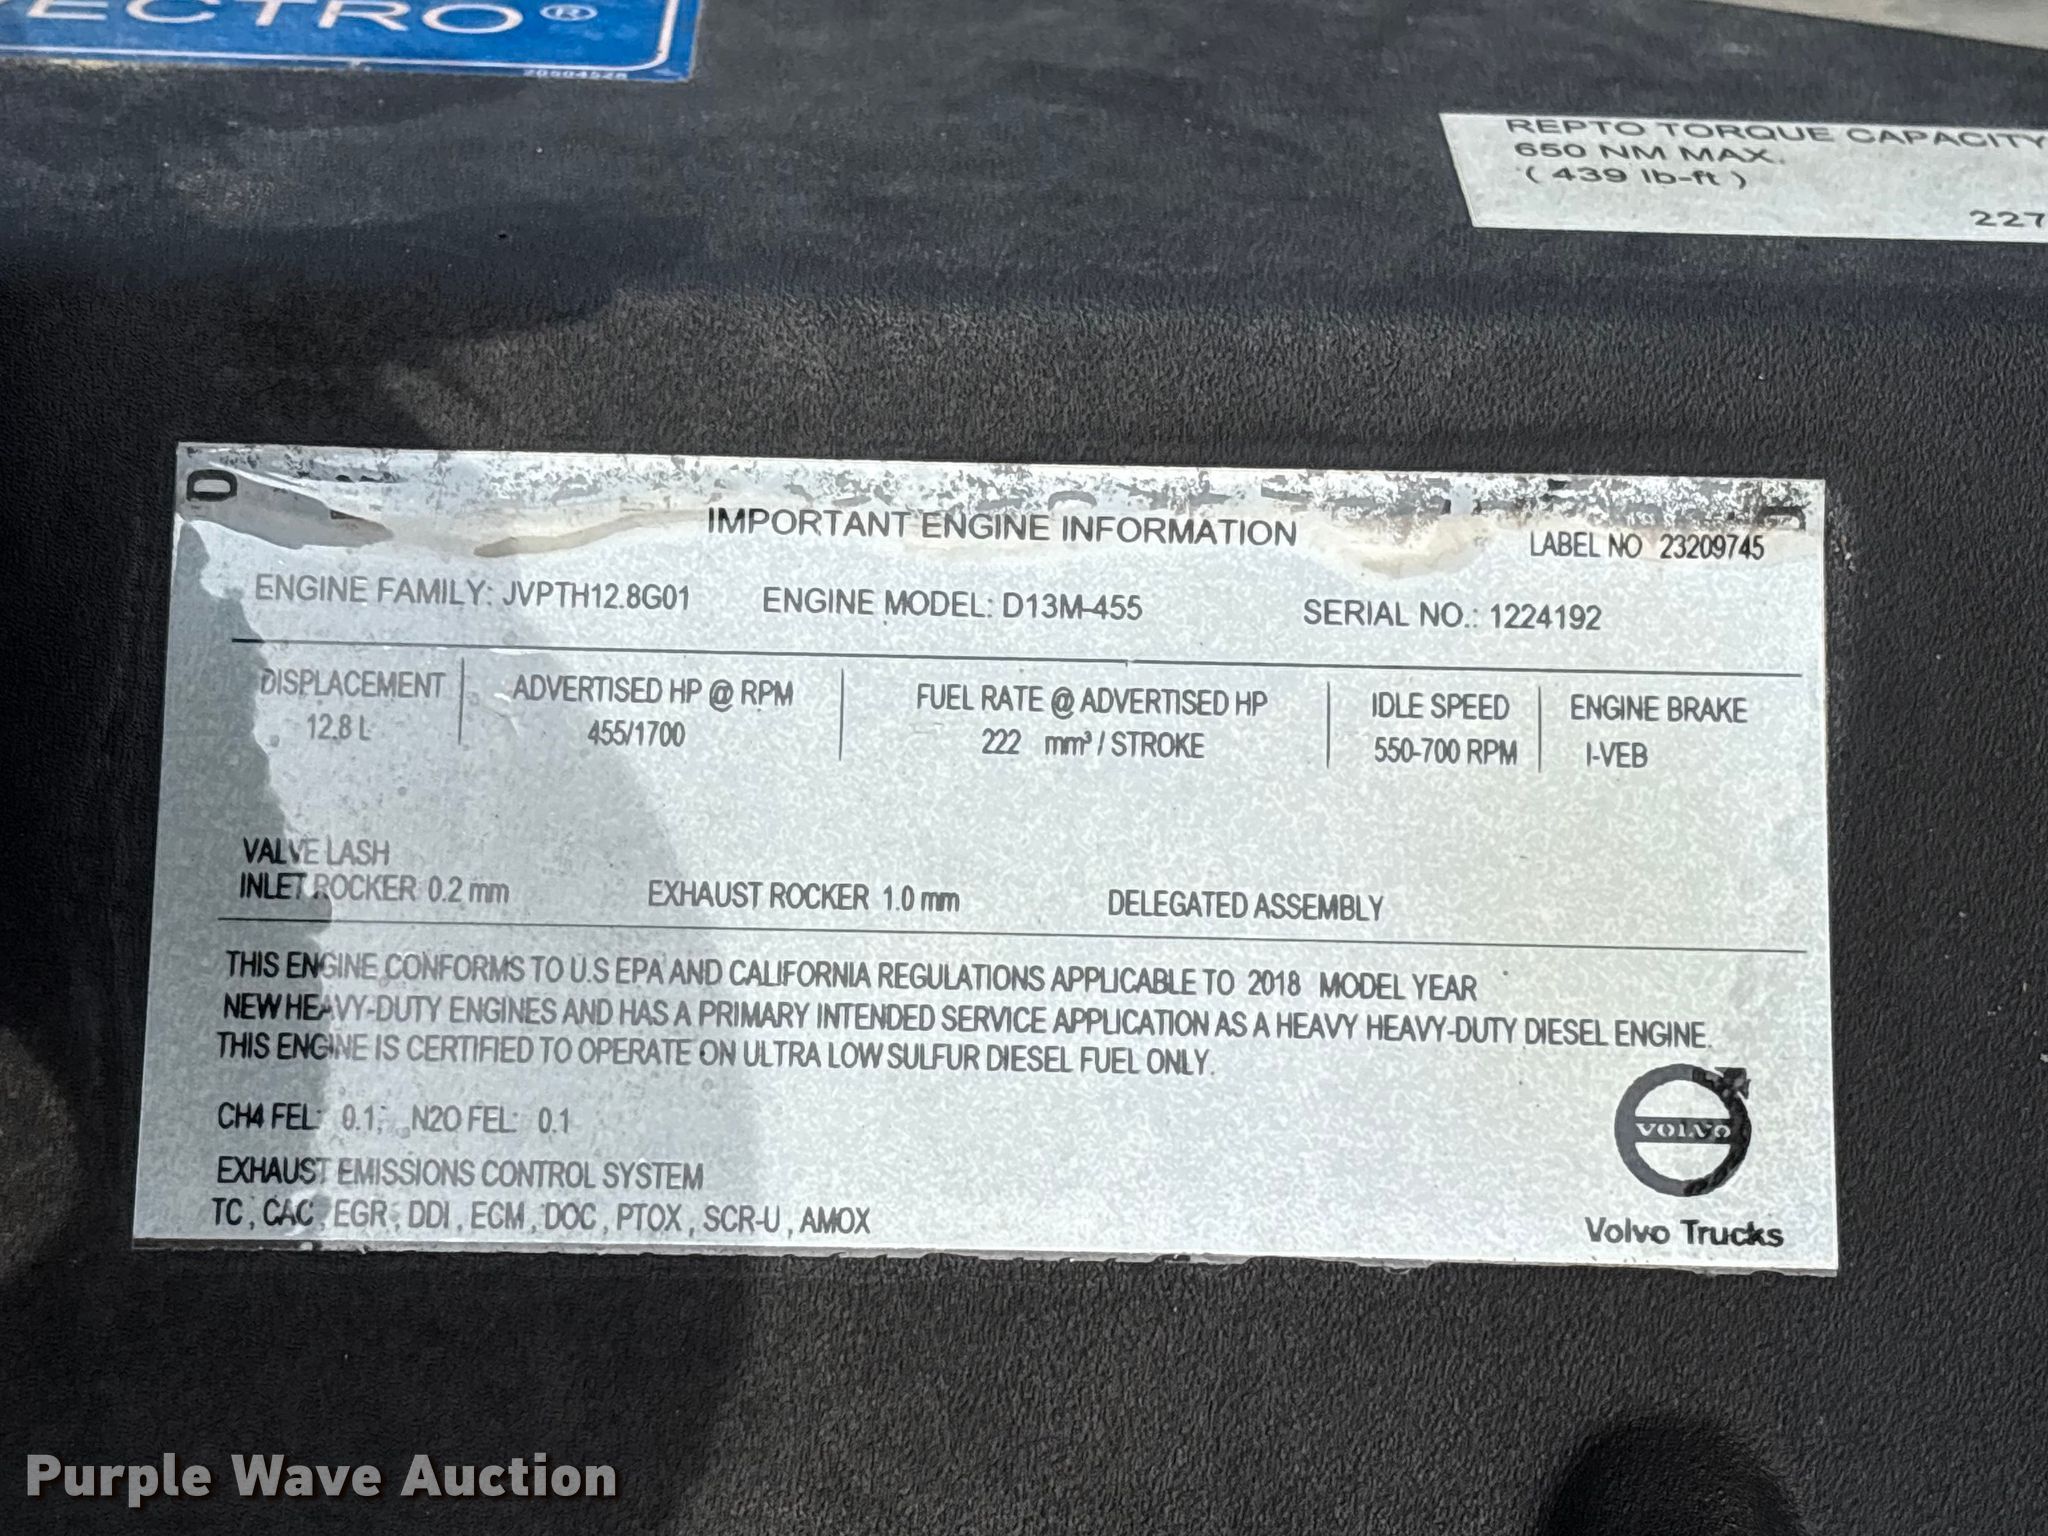 ECTRO®
REPTO TORQUE CAPACITY
650 NM MAX.
( 439 lb-ft )
227
IMPORTANT ENGINE INFORMATION
LABEL NO 23209745
ENGINE FAMILY: JVPTH12.8G01 ENGINE MODEL: D13M-455 SERIAL NO.: 1224192
DISPLACEMENT ADVERTISED HP @ RPM FUEL RATE @ ADVERTISED HP IDLE SPEED ENGINE BRAKE
12.8 L 455/1700 222 mm³ / STROKE 550-700 RPM I-VEB
VALVE LASH
INLET ROCKER 0.2 mm EXHAUST ROCKER 1.0 mm DELEGATED ASSEMBLY
THIS ENGINE CONFORMS TO U.S EPA AND CALIFORNIA REGULATIONS APPLICABLE TO 2018 MODEL YEAR
NEW HEAVY-DUTY ENGINES AND HAS A PRIMARY INTENDED SERVICE APPLICATION AS A HEAVY HEAVY-DUTY DIESEL ENGINE.
THIS ENGINE IS CERTIFIED TO OPERATE ON ULTRA LOW SULFUR DIESEL FUEL ONLY.
CH4 FEL: 0.1; N2O FEL: 0.1
EXHAUST EMISSIONS CONTROL SYSTEM
TC, CAC, EGR, DDI, ECM, DOC, PTOX, SCR-U, AMOX
VOLVO
Volvo Trucks
Purple Wave Auction